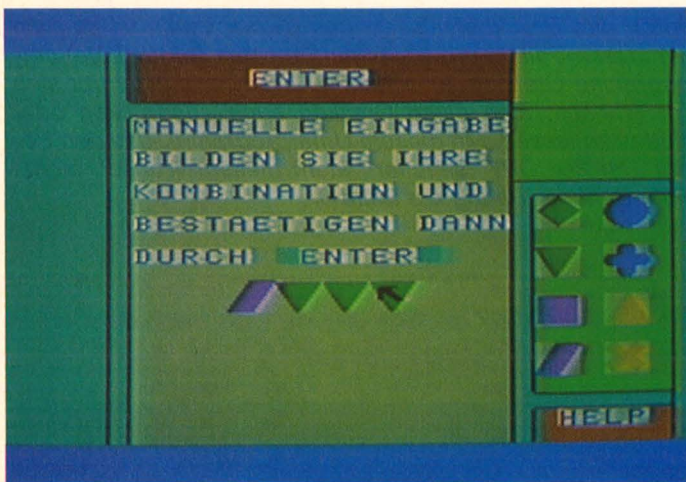 ENTER
MANUELLE EINGABE
BILDEN SIE IHRE
KOMBINATION UND
BESTAETIGEN DANN
DURCH ENTER
HELP